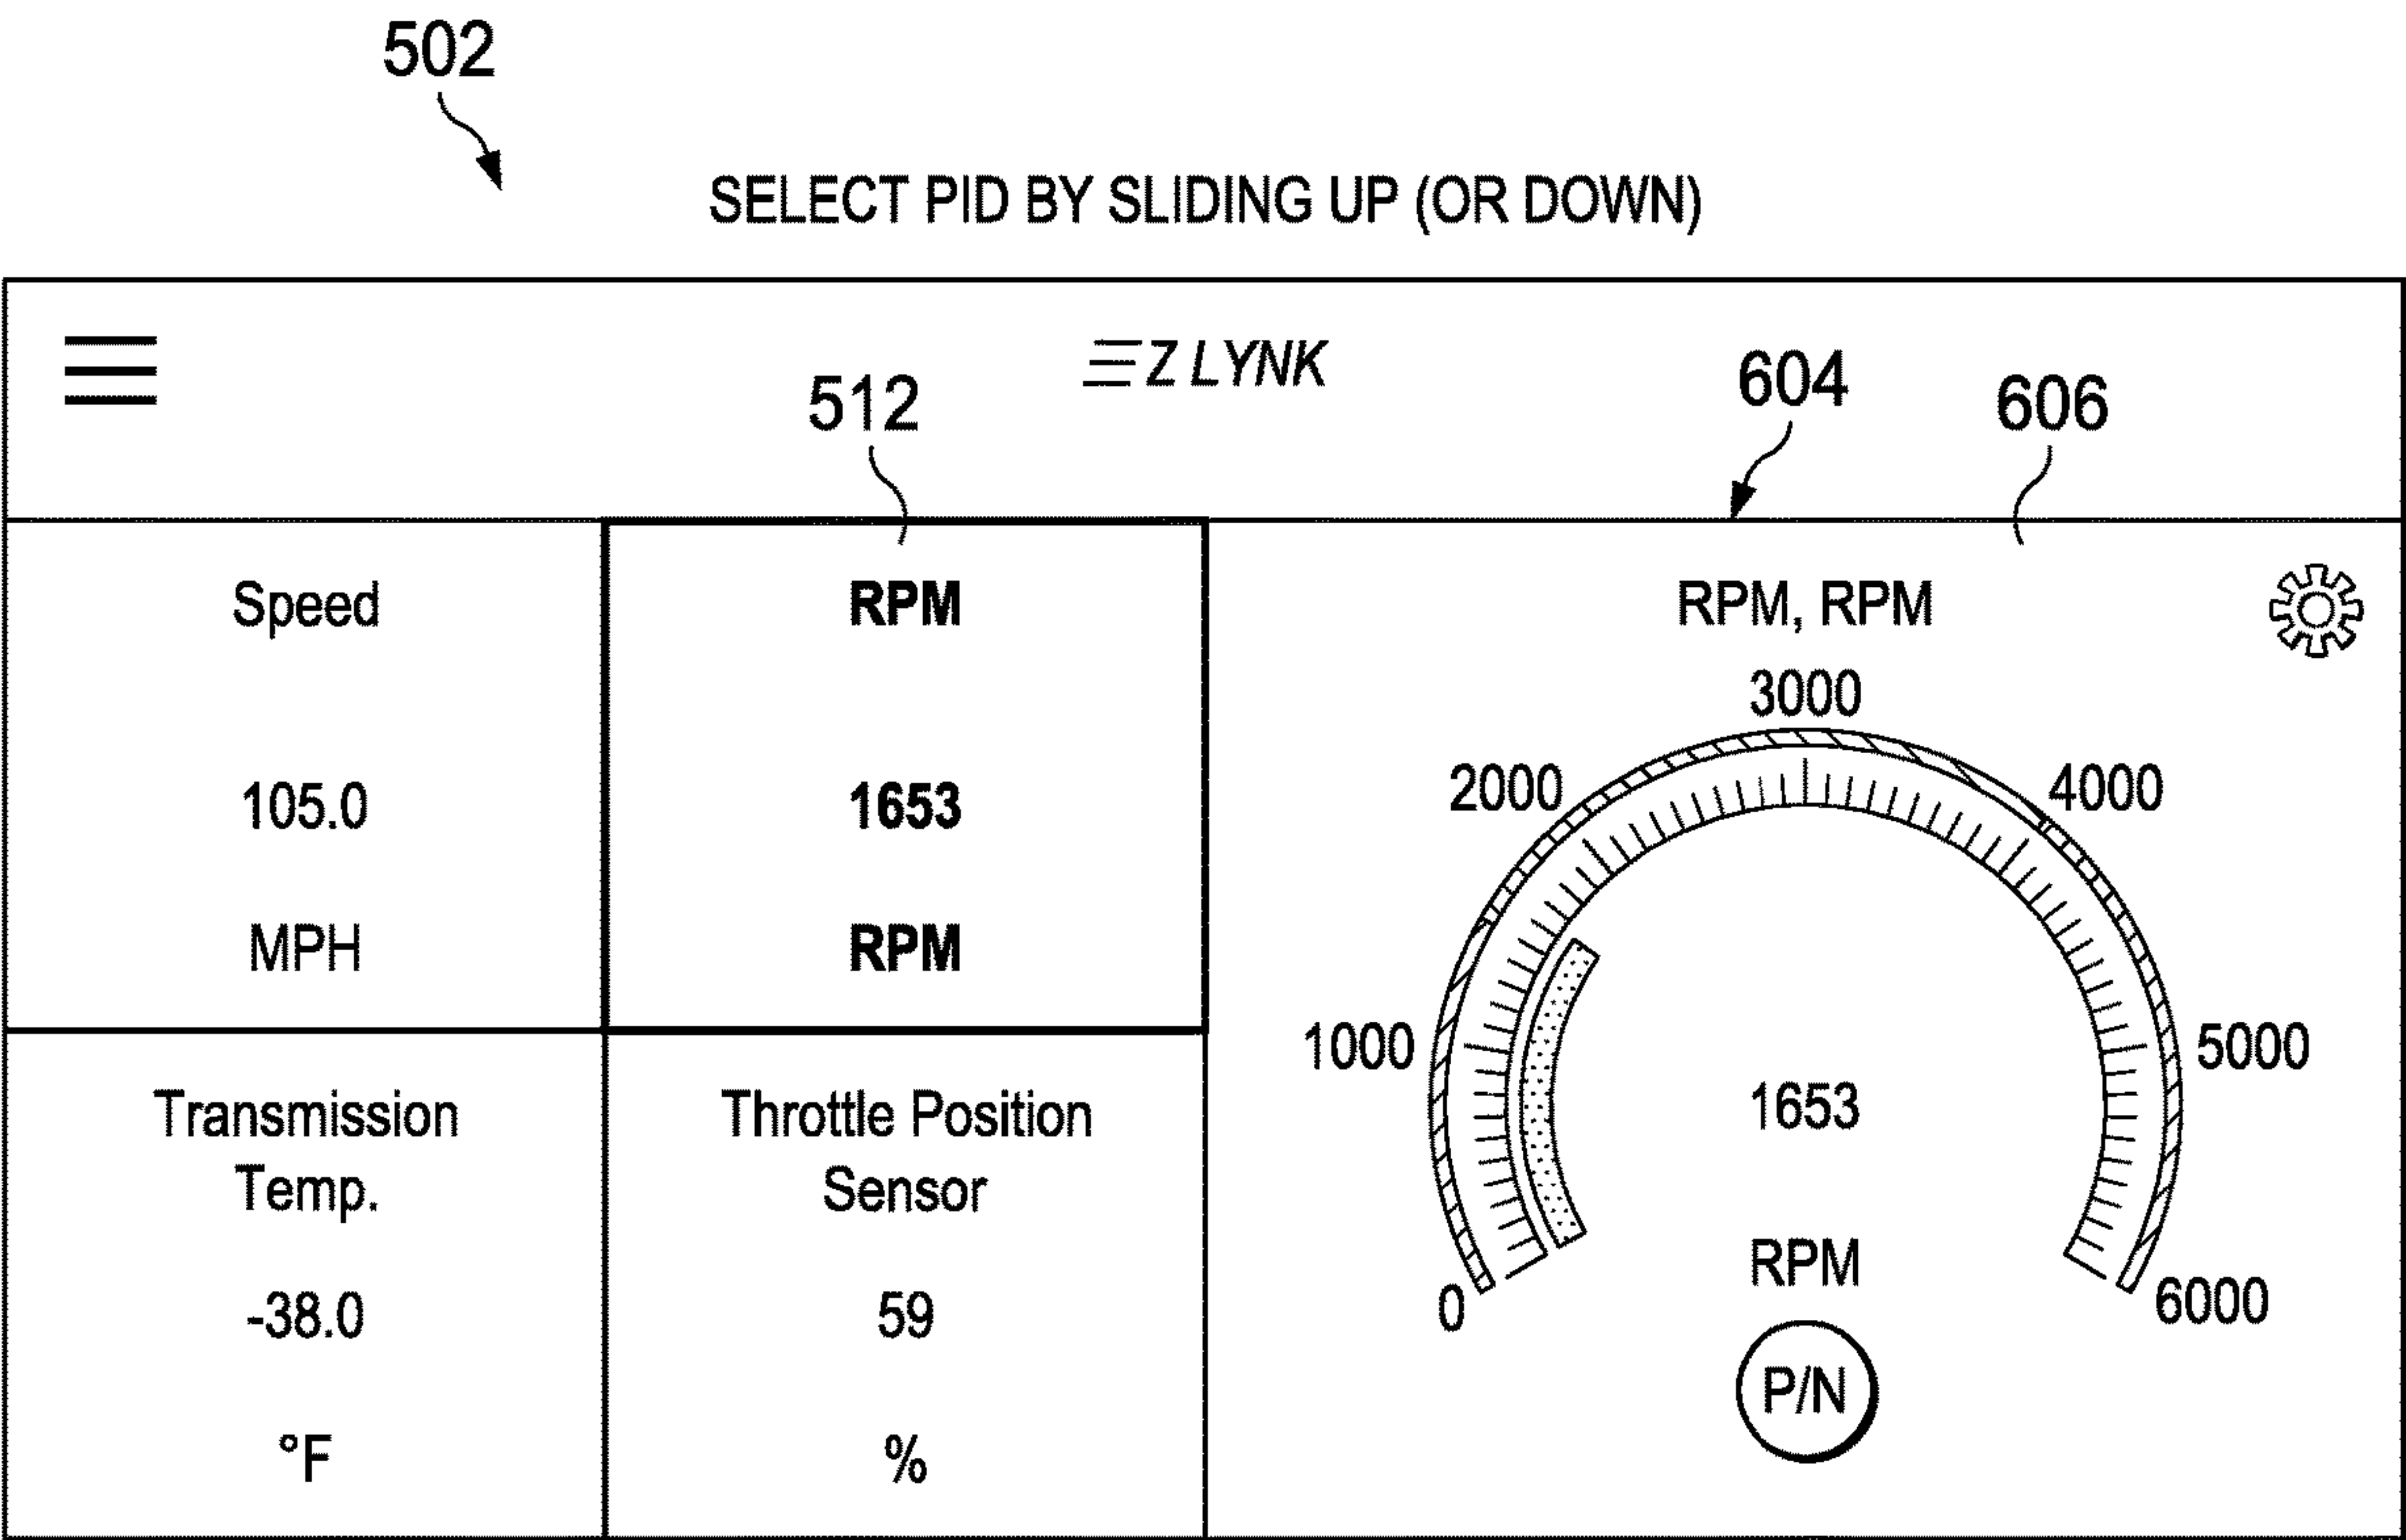 502
SELECT PID BY SLIDING UP (OR DOWN)
Z LYNK
512
604
606
Speed
105.0
MPH
RPM
1653
RPM
Transmission
Temp.
-38.0
°F
Throttle Position
Sensor
59
%
RPM, RPM
3000
2000
4000
1000
5000
1653
0
RPM
6000
P/N